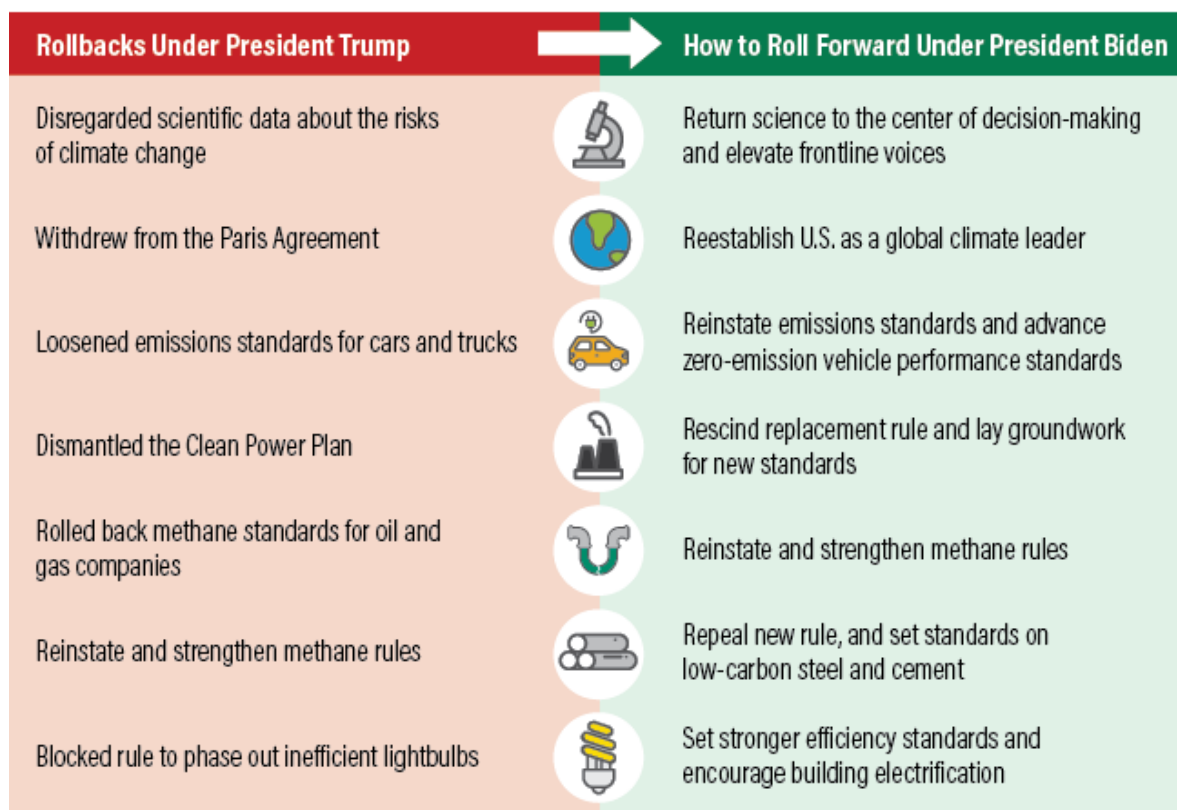 Rollbacks Under President Trump
How to Roll Forward Under President Biden
Disregarded scientific data about the risks
of climate change
Return science to the center of decision-making
and elevate frontline voices
Withdrew from the Paris Agreement
Reestablish U.S. as a global climate leader
Loosened emissions standards for cars and trucks
Reinstate emissions standards and advance
zero-emission vehicle performance standards
Dismantled the Clean Power Plan
Rescind replacement rule and lay groundwork
for new standards
Rolled back methane standards for oil and
gas companies
Reinstate and strengthen methane rules
Reinstate and strengthen methane rules
Repeal new rule, and set standards on
low-carbon steel and cement
Blocked rule to phase out inefficient lightbulbs
Set stronger efficiency standards and
encourage building electrification